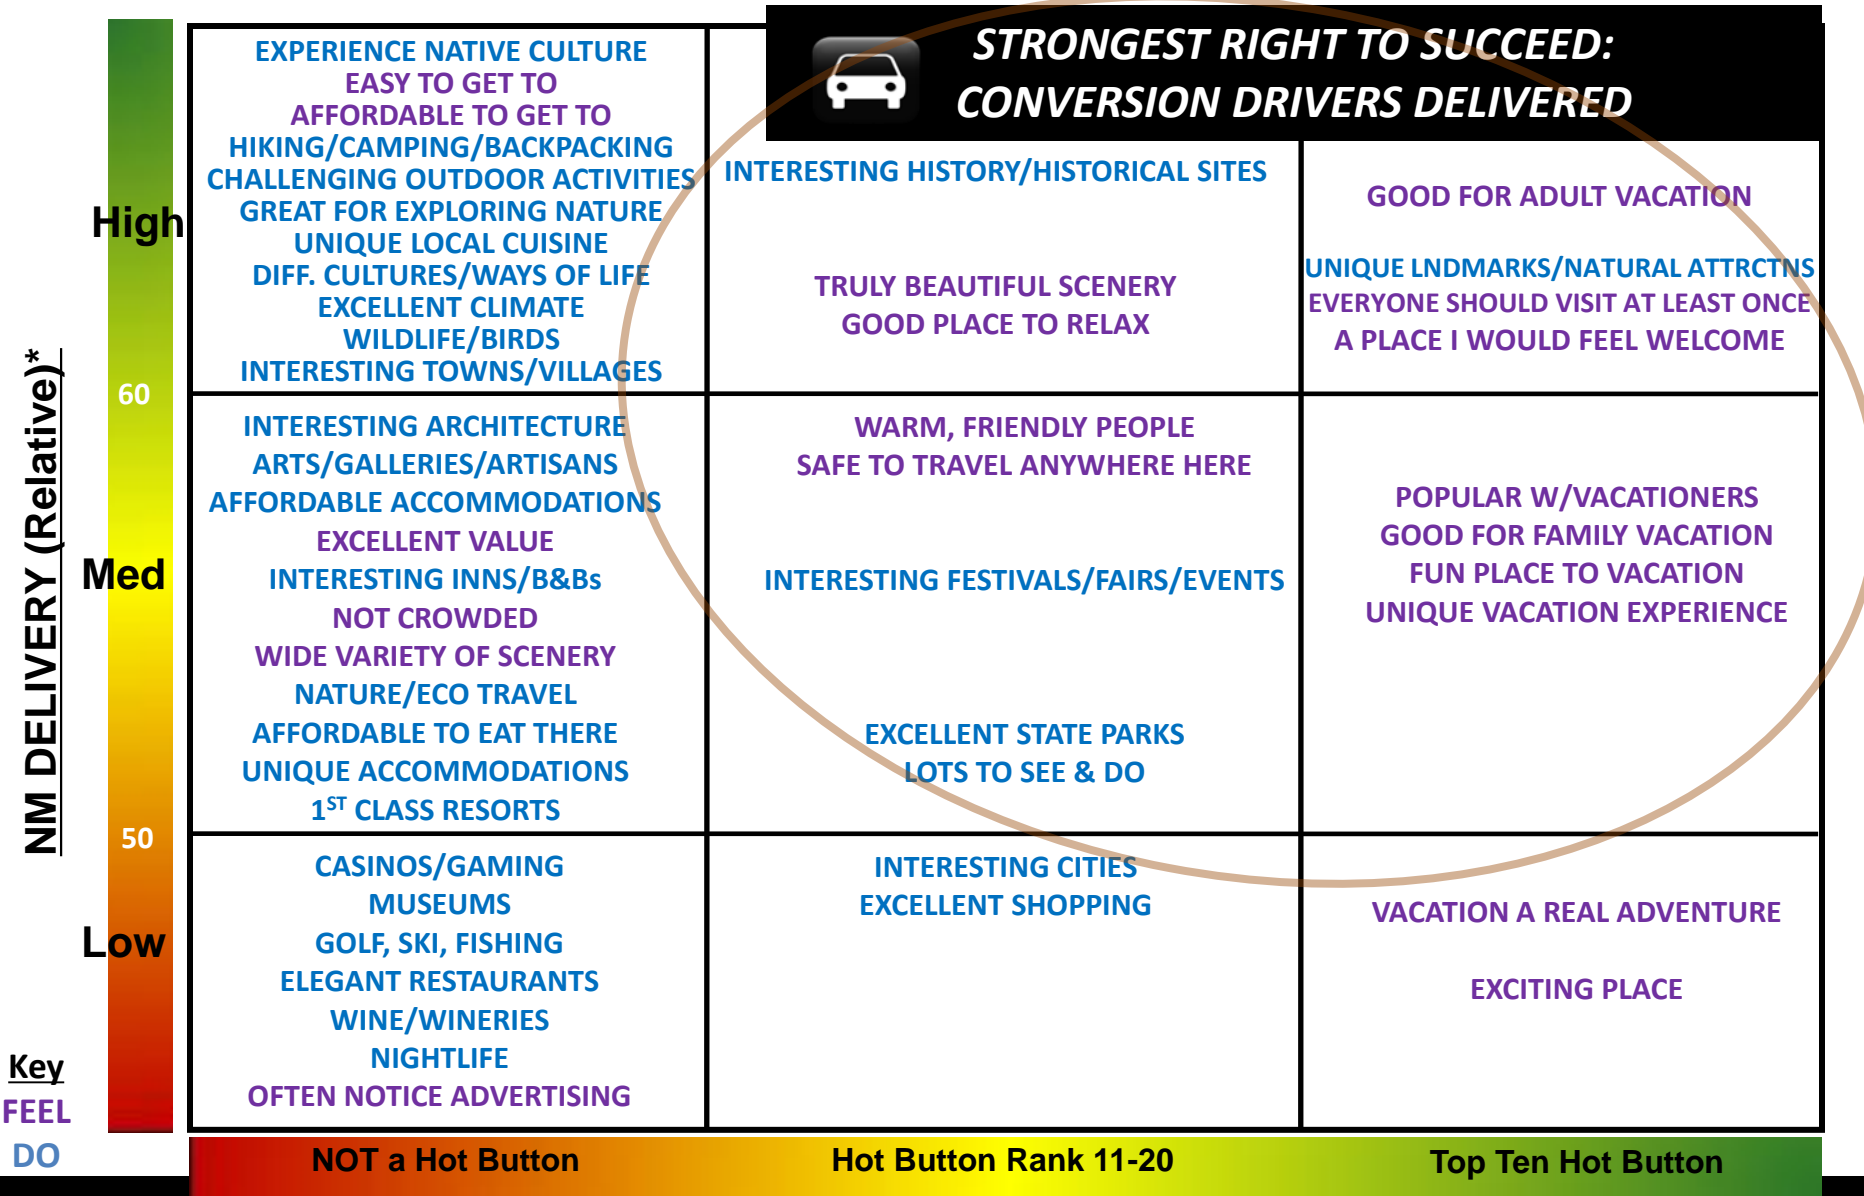 STRONGEST RIGHT TO SUCCEED:
CONVERSION DRIVERS DELIVERED
NM DELIVERY (Relative)*
High
60
Med
50
Low
EXPERIENCE NATIVE CULTURE
EASY TO GET TO
AFFORDABLE TO GET TO
HIKING/CAMPING/BACKPACKING
CHALLENGING OUTDOOR ACTIVITIES
GREAT FOR EXPLORING NATURE
UNIQUE LOCAL CUISINE
DIFF. CULTURES/WAYS OF LIFE
EXCELLENT CLIMATE
WILDLIFE/BIRDS
INTERESTING TOWNS/VILLAGES
INTERESTING HISTORY/HISTORICAL SITES
TRULY BEAUTIFUL SCENERY
GOOD PLACE TO RELAX
GOOD FOR ADULT VACATION
UNIQUE LNDMARKS/NATURAL ATTRCTNS
EVERYONE SHOULD VISIT AT LEAST ONCE
A PLACE I WOULD FEEL WELCOME
INTERESTING ARCHITECTURE
ARTS/GALLERIES/ARTISANS
AFFORDABLE ACCOMMODATIONS
EXCELLENT VALUE
INTERESTING INNS/B&Bs
NOT CROWDED
WIDE VARIETY OF SCENERY
NATURE/ECO TRAVEL
AFFORDABLE TO EAT THERE
UNIQUE ACCOMMODATIONS
1ST CLASS RESORTS
WARM, FRIENDLY PEOPLE
SAFE TO TRAVEL ANYWHERE HERE
INTERESTING FESTIVALS/FAIRS/EVENTS
EXCELLENT STATE PARKS
LOTS TO SEE & DO
POPULAR W/VACATIONERS
GOOD FOR FAMILY VACATION
FUN PLACE TO VACATION
UNIQUE VACATION EXPERIENCE
CASINOS/GAMING
MUSEUMS
GOLF, SKI, FISHING
ELEGANT RESTAURANTS
WINE/WINERIES
NIGHTLIFE
OFTEN NOTICE ADVERTISING
INTERESTING CITIES
EXCELLENT SHOPPING
VACATION A REAL ADVENTURE
EXCITING PLACE
Key
FEEL
DO
NOT a Hot Button
Hot Button Rank 11-20
Top Ten Hot Button